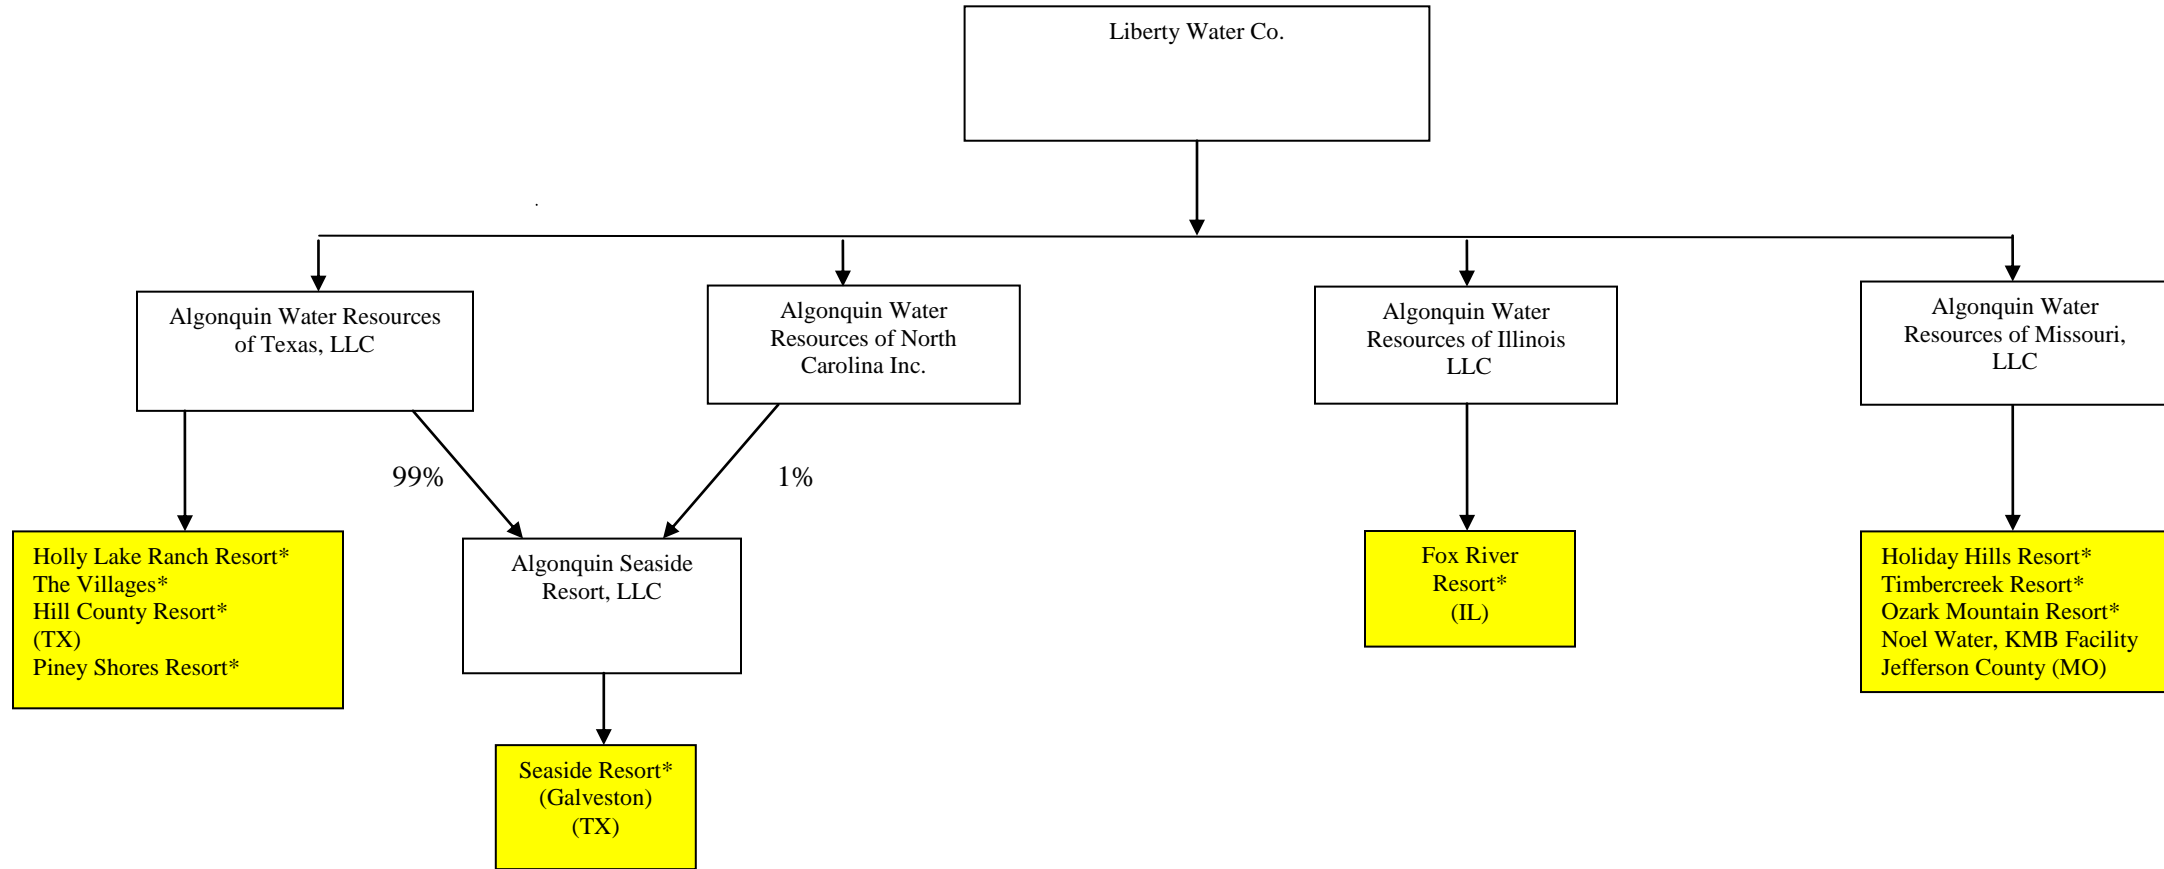 Liberty Water Co.
Algonquin Water Resources
of Texas, LLC
Algonquin Water
Resources of North
Carolina Inc.
Algonquin Water
Resources of Illinois
LLC
Algonquin Water
Resources of Missouri,
LLC
99%
1%
Holly Lake Ranch Resort*
The Villages*
Hill County Resort*
(TX)
Piney Shores Resort*
Algonquin Seaside
Resort, LLC
Fox River
Resort*
(IL)
Holiday Hills Resort*
Timbercreek Resort*
Ozark Mountain Resort*
Noel Water, KMB Facility
Jefferson County (MO)
Seaside Resort*
(Galveston)
(TX)